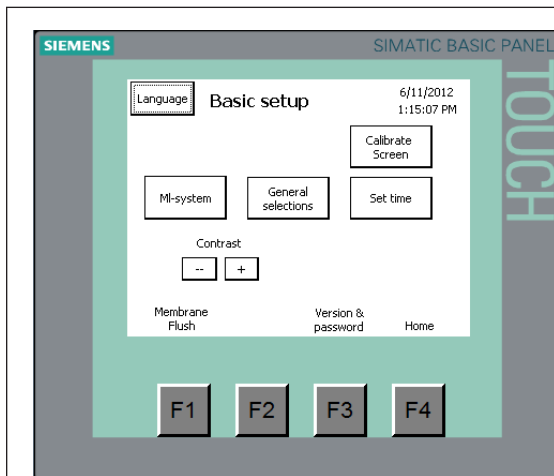 SIEMENS
SIMATIC BASIC PANEL
TOUCH
Language
Basic setup
6/11/2012
1:15:07 PM
Calibrate
Screen
MI-system
General
selections
Set time
Contrast
--
+
Membrane
Flush
Version &
password
Home
F1
F2
F3
F4